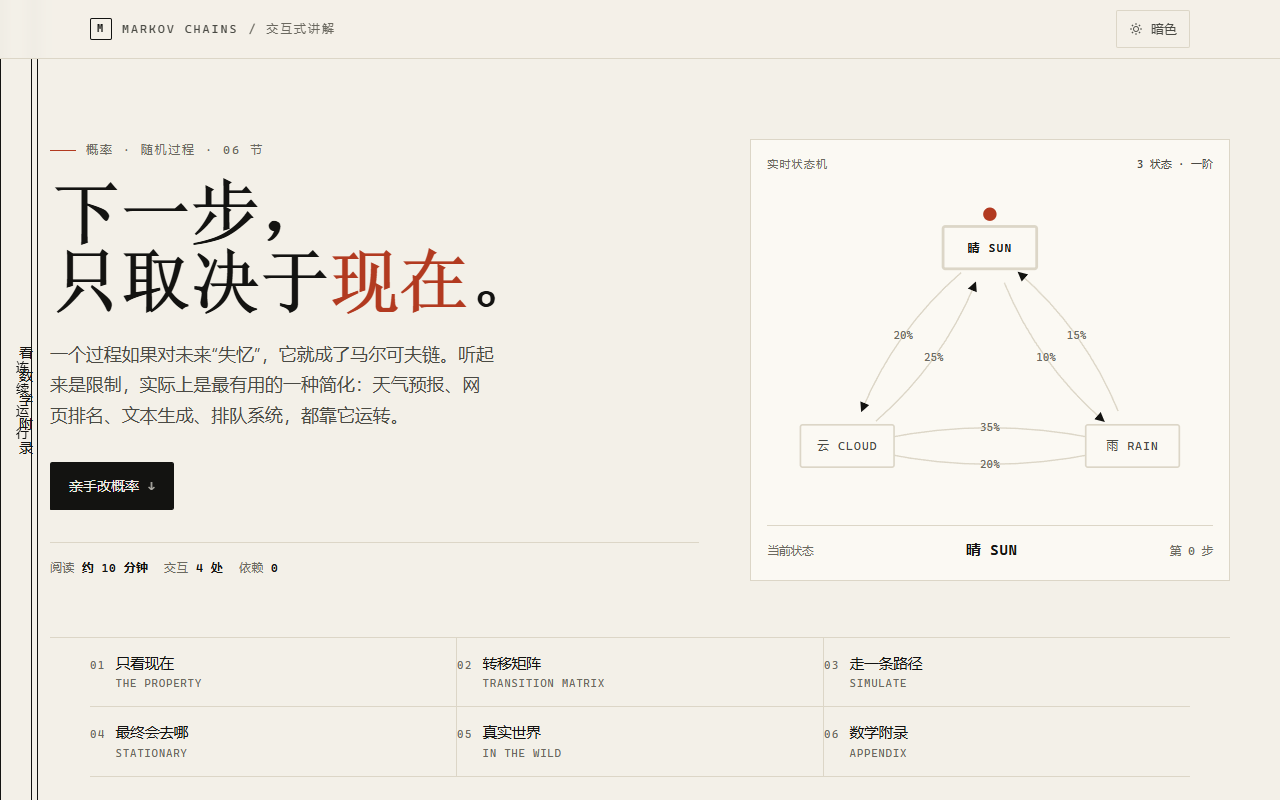 M MARKOV CHAINS / 交互式讲解
暗色
概率 · 随机过程 · 06 节
下一步，
只取决于现在。
一个过程如果对未来“失忆”，它就成了马尔可夫链。听起
来是限制，实际上是最有用的一种简化：天气预报、网
页排名、文本生成、排队系统，都靠它运转。
看数学附录
连续运行
亲手改概率 ↓
阅读 约 10 分钟 交互 4 处 依赖 0
实时状态机
3 状态 · 一阶
晴 SUN
20%
15%
25%
10%
云 CLOUD
35%
20%
雨 RAIN
当前状态
晴 SUN
第 0 步
01 只看现在
THE PROPERTY
02 转移矩阵
TRANSITION MATRIX
03 走一条路径
SIMULATE
04 最终会去哪
STATIONARY
05 真实世界
IN THE WILD
06 数学附录
APPENDIX